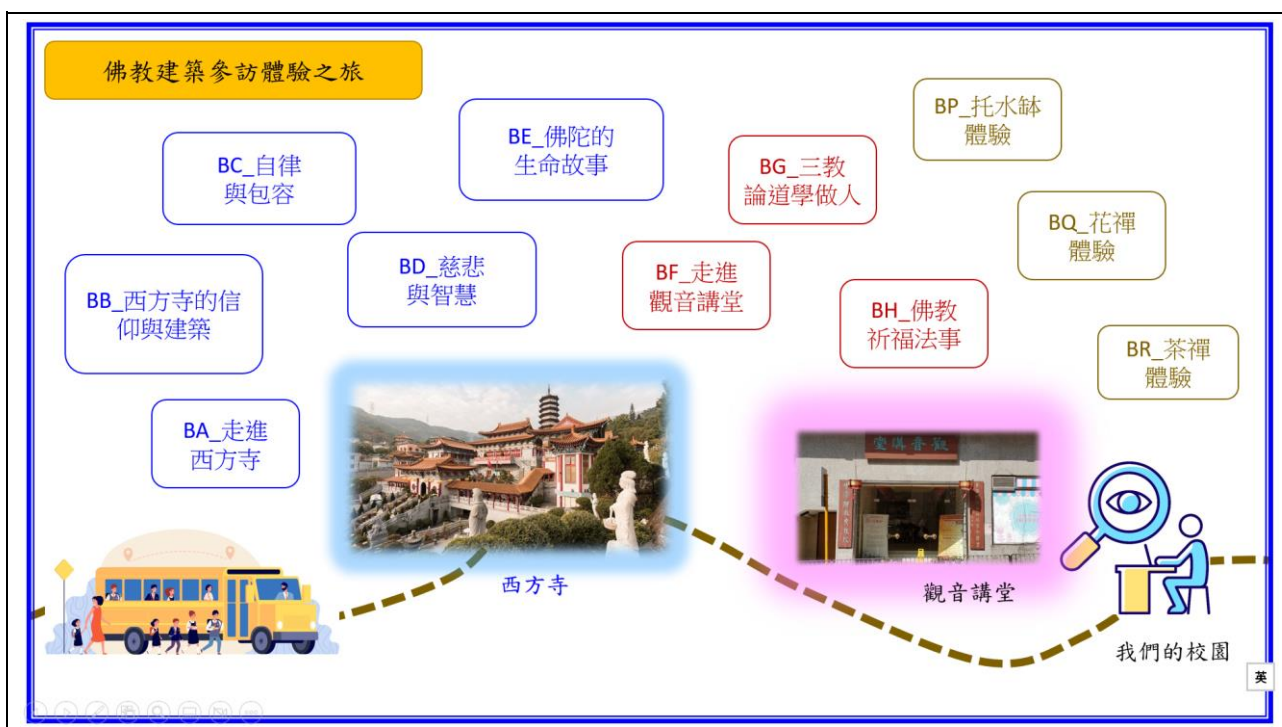 佛教建築參訪體驗之旅
BP_托水缽
體驗
BE_佛陀的
生命故事
BC_自律
與包容
BG_三教
論道學做人
BQ_花禪
體驗
BD_慈悲
與智慧
BF_走進
觀音講堂
BB_西方寺的信
仰與建築
BH_佛教
祈福法事
BR_茶禪
體驗
BA_走進
西方寺
堂講音觀
西方寺
觀音講堂
我們的校園
英